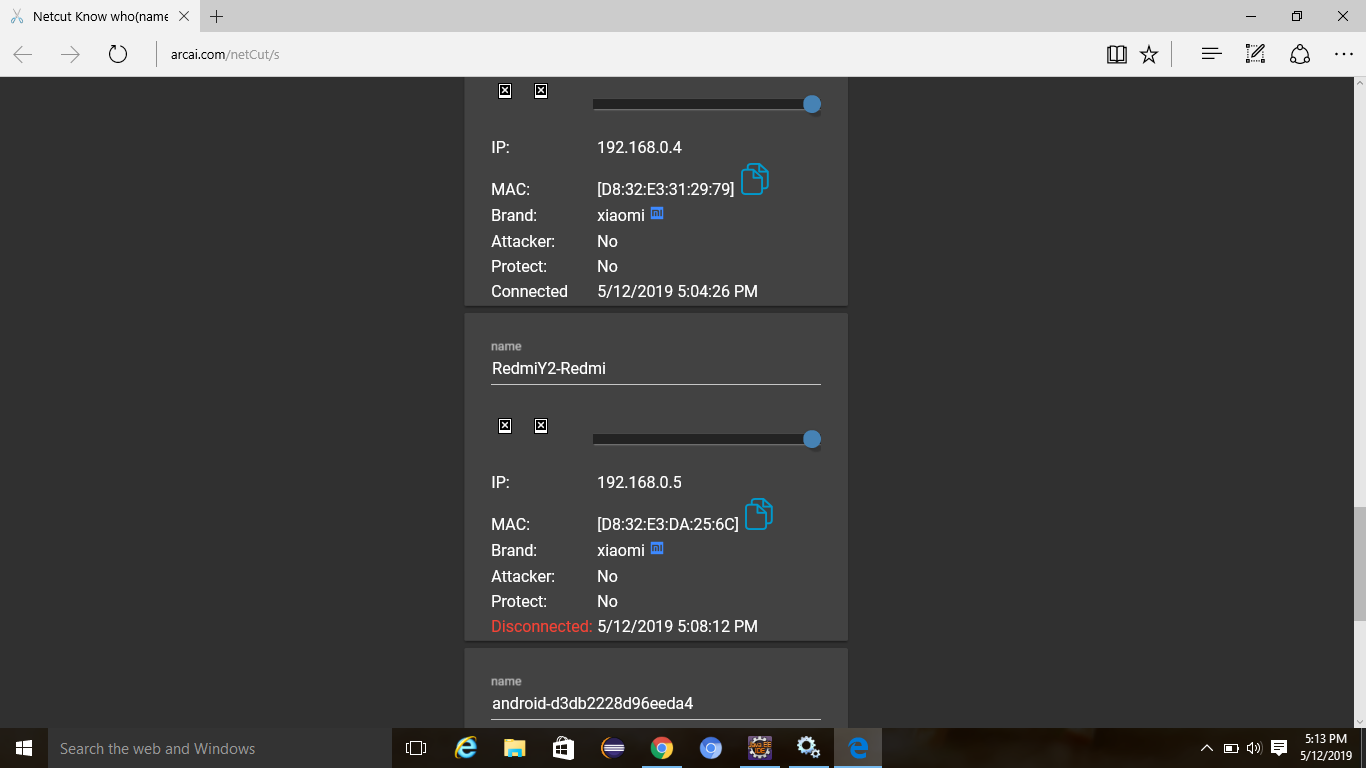 Netcut Know who(name
arcai.com/netCut/s
IP: 192.168.0.4
MAC: [D8:32:E3:31:29:79]
Brand: xiaomi mi
Attacker: No
Protect: No
Connected 5/12/2019 5:04:26 PM
name
RedmiY2-Redmi
IP: 192.168.0.5
MAC: [D8:32:E3:DA:25:6C]
Brand: xiaomi mi
Attacker: No
Protect: No
Disconnected: 5/12/2019 5:08:12 PM
name
android-d3db2228d96eeda4
Search the web and Windows
5:13 PM
5/12/2019